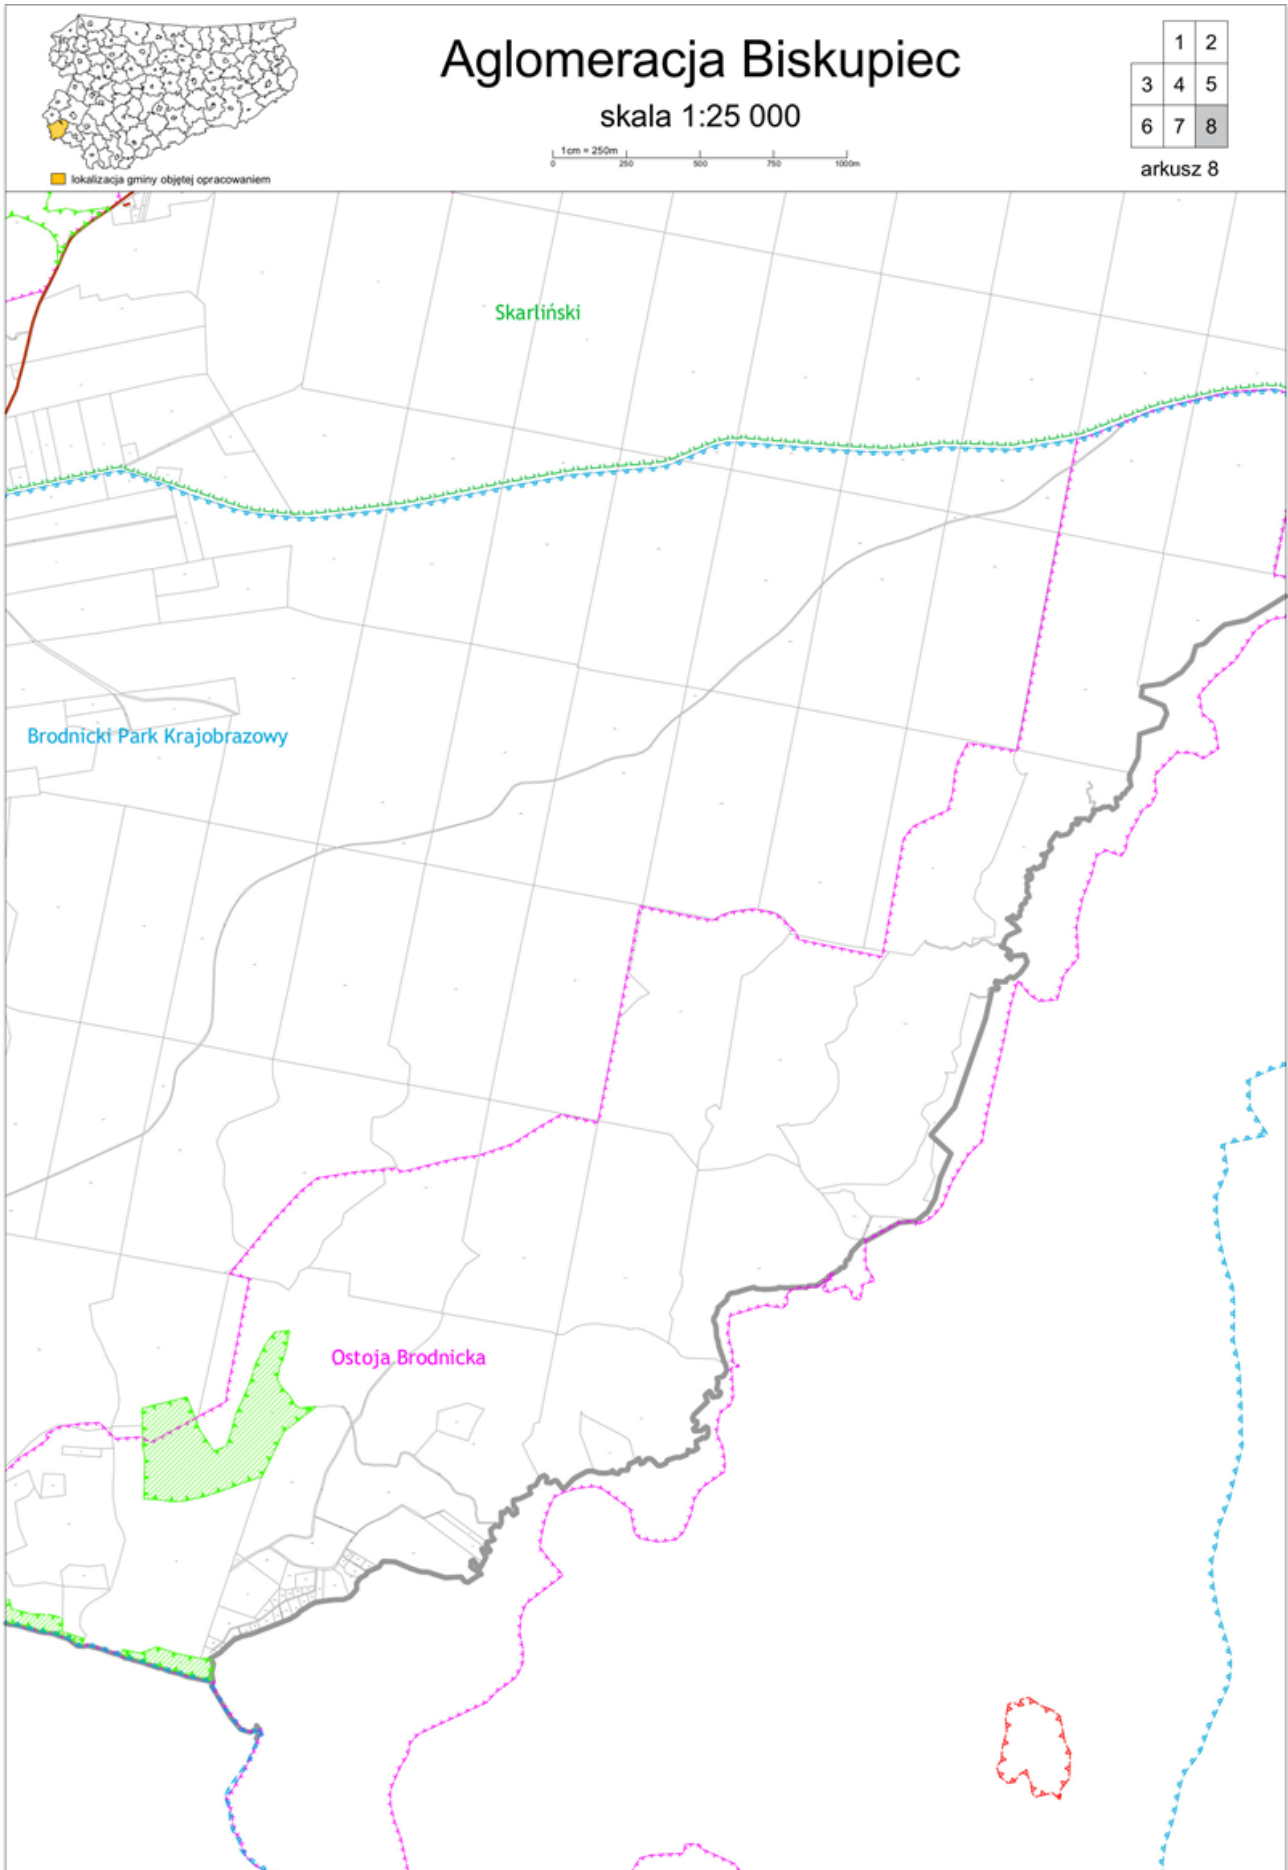 Aglomeracja Biskupiec
skala 1:25 000
1cm = 250m
0 250 500 750 1000m
lokalizacja gminy objętej opracowaniem
1 2
3 4 5
6 7 8
arkusz 8
Skarliński
Brodnicki Park Krajobrazowy
Ostoja Brodnicka